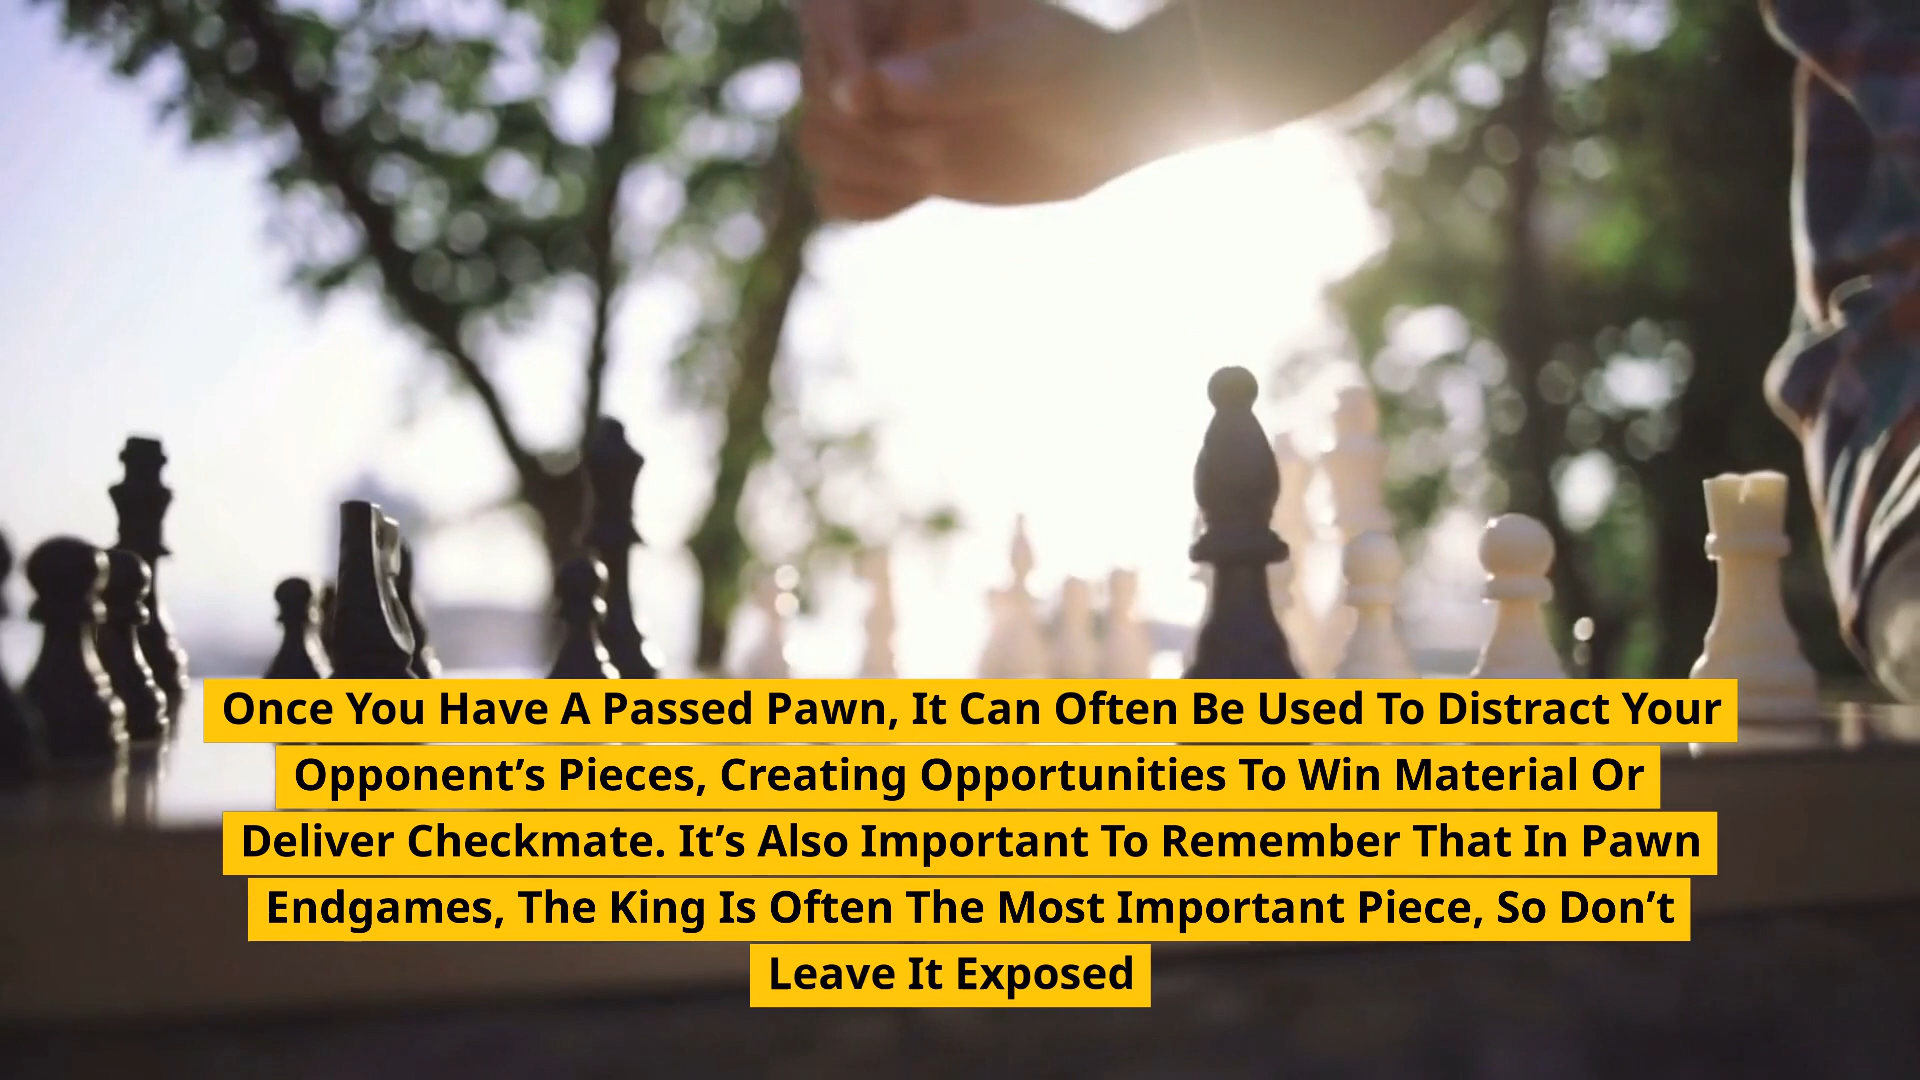 Once You Have A Passed Pawn, It Can Often Be Used To Distract Your
Opponent’s Pieces, Creating Opportunities To Win Material Or
Deliver Checkmate. It’s Also Important To Remember That In Pawn
Endgames, The King Is Often The Most Important Piece, So Don’t
Leave It Exposed